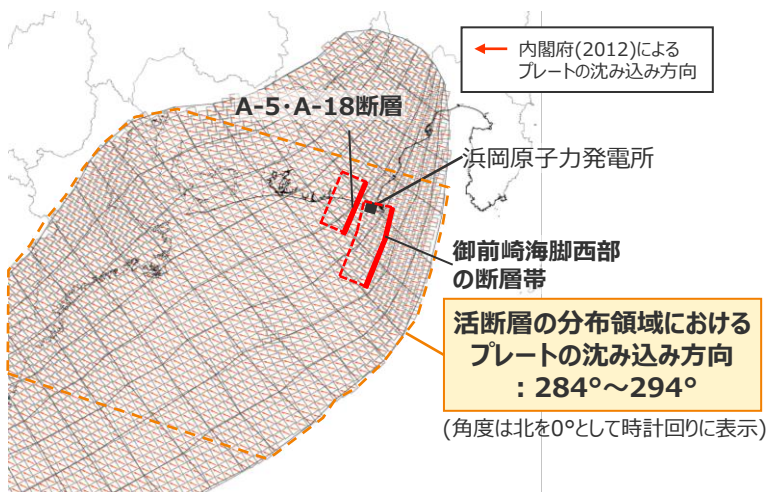 内閣府(2012)による
プレートの沈み込み方向
A-5・A-18断層
浜岡原子力発電所
御前崎海脚西部
の断層帯
活断層の分布領域における
プレートの沈み込み方向
：284°～294°
(角度は北を0°として時計回りに表示)